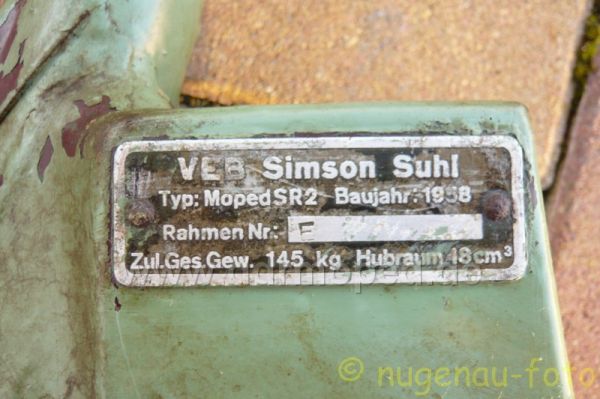 VEB Simson Suhl
Typ: Moped SR2 Baujahr: 1958
Rahmen Nr.: E
Zul.Ges.Gew. 145 kg Hubraum 48 cm³
© nugenau-foto